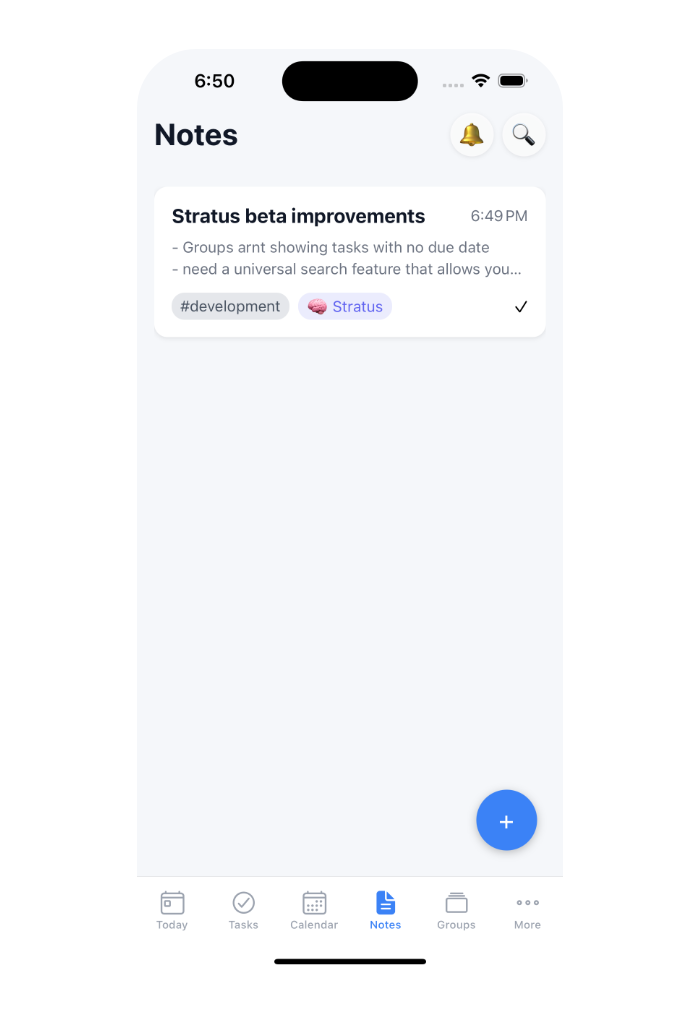 6:50
Notes
Stratus beta improvements 6:49 PM
- Groups arnt showing tasks with no due date
- need a universal search feature that allows you...
#development 🧠 Stratus ✓
+
Today Tasks Calendar Notes Groups More